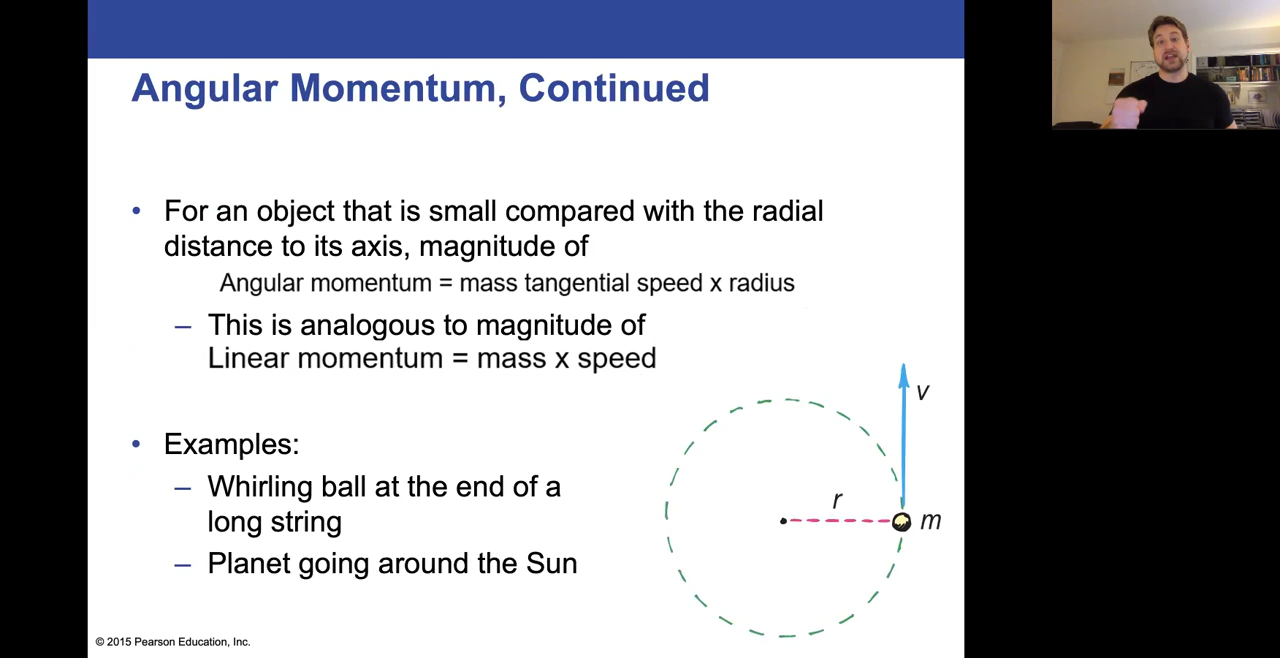 Angular Momentum, Continued
• For an object that is small compared with the radial
distance to its axis, magnitude of
Angular momentum = mass tangential speed x radius
– This is analogous to magnitude of
Linear momentum = mass x speed
• Examples:
– Whirling ball at the end of a
long string
– Planet going around the Sun
v
r
m
© 2015 Pearson Education, Inc.